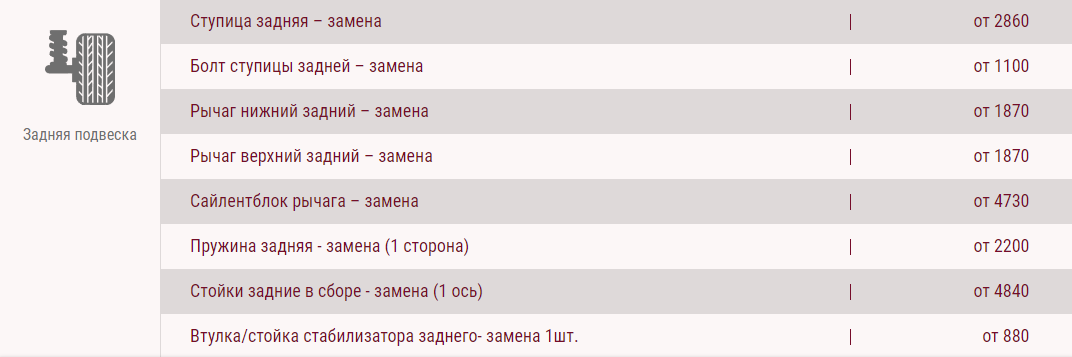 Ступица задняя – замена | от 2860
Болт ступицы задней – замена | от 1100
Рычаг нижний задний – замена | от 1870
Задняя подвеска
Рычаг верхний задний – замена | от 1870
Сайлентблок рычага – замена | от 4730
Пружина задняя - замена (1 сторона) | от 2200
Стойки задние в сборе - замена (1 ось) | от 4840
Втулка/стойка стабилизатора заднего- замена 1шт. | от 880